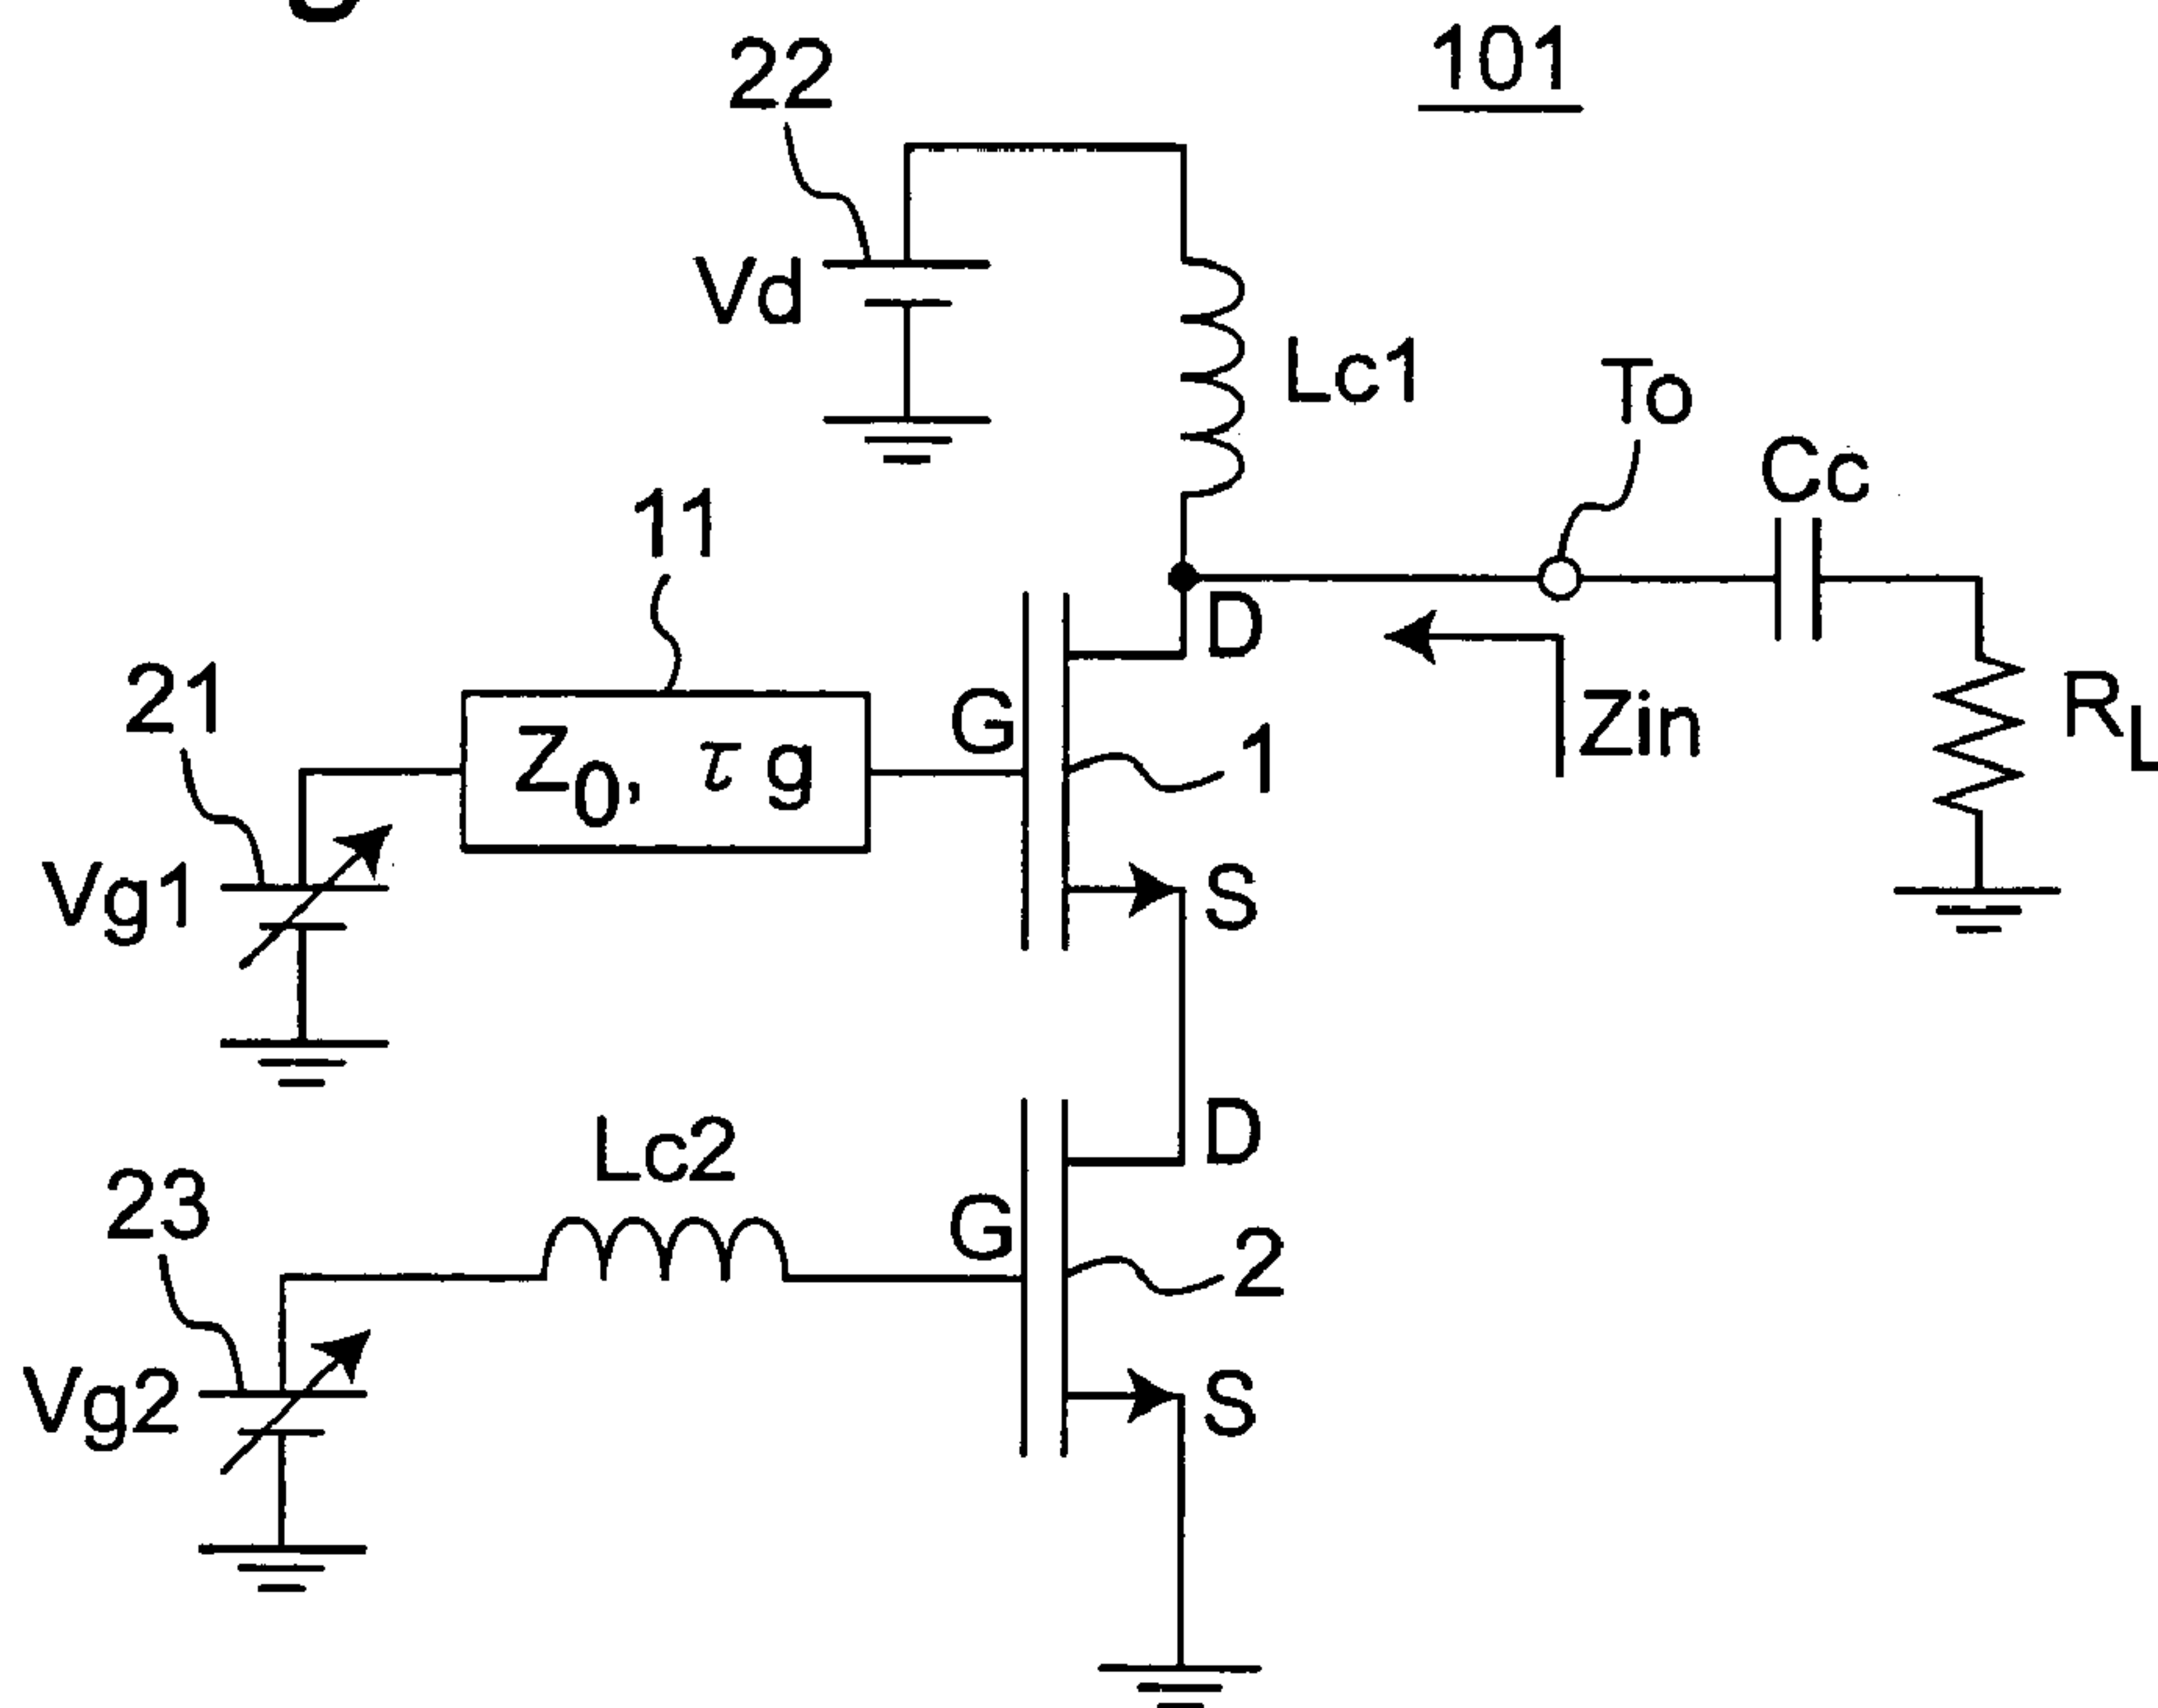 22
101
Vd
Lc1
To
Cc
11
D
G
21
Z0, τg
1
Zin
RL
Vg1
S
D
Lc2
23
G
2
Vg2
S